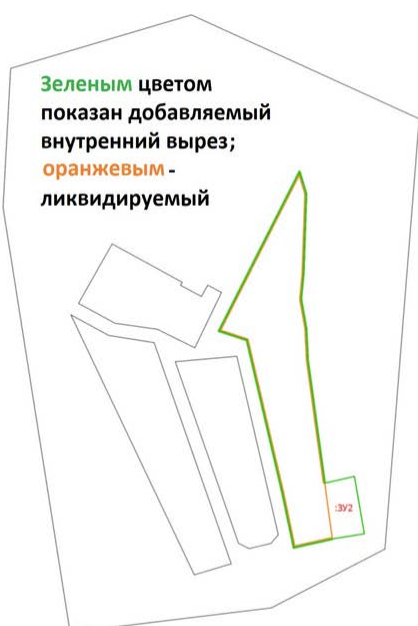 Зеленым цветом
показан добавляемый
внутренний вырез;
оранжевым -
ликвидируемый
:ЗУ2